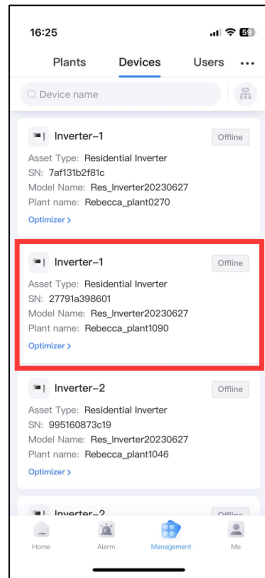 16:25
Plants Devices Users ...
Device name
Inverter-1 Offline
Asset Type: Residential Inverter
SN: 7af131b2f81c
Model Name: Res_Inverter20230627
Plant name: Rebecca_plant0270
Optimizer >
Inverter-1 Offline
Asset Type: Residential Inverter
SN: 27791a398601
Model Name: Res_Inverter20230627
Plant name: Rebecca_plant1090
Optimizer >
Inverter-2 Offline
Asset Type: Residential Inverter
SN: 995160873c19
Model Name: Res_Inverter20230627
Plant name: Rebecca_plant1046
Optimizer >
Inverter-2 Offline
Home Alarm Management Me